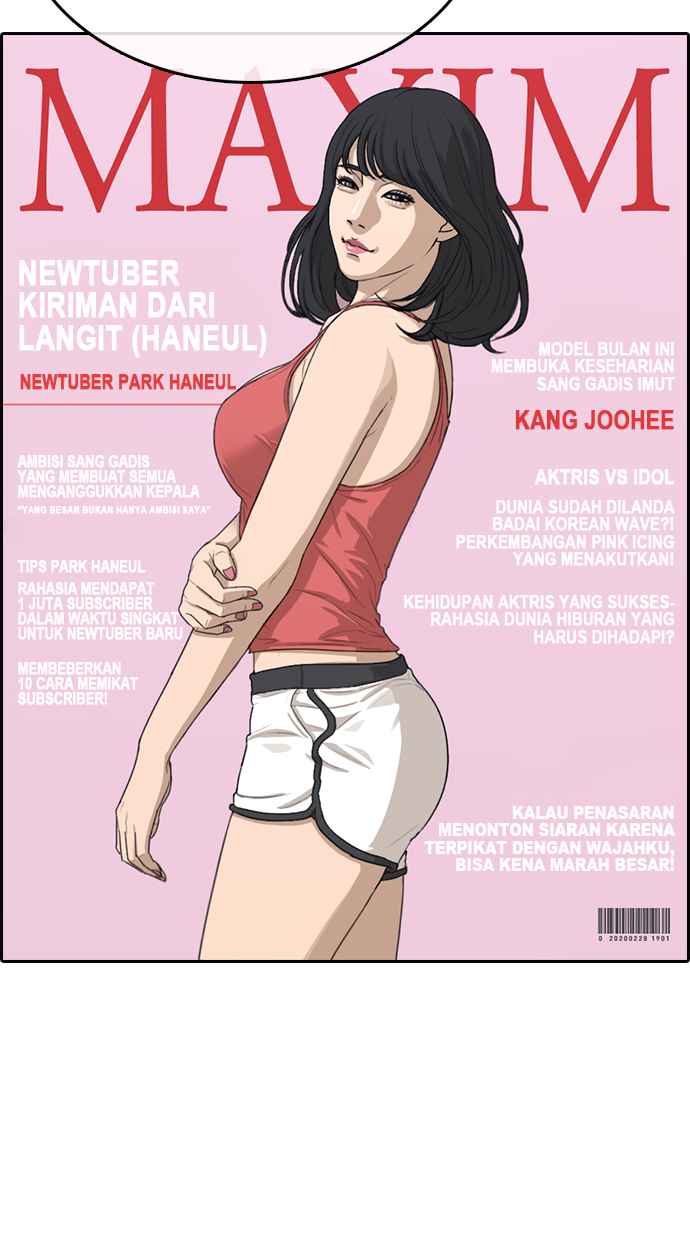 MAXIM
NEWTUBER
KIRIMAN DARI
LANGIT (HANEUL)
NEWTUBER PARK HANEUL
AMBISI SANG GADIS
YANG MEMBUAT SEMUA
MENGANGGUKKAN KEPALA
"YANG BESAR BUKAN HANYA AMBISI SAYA"
TIPS PARK HANEUL
RAHASIA MENDAPAT
1 JUTA SUBSCRIBER
DALAM WAKTU SINGKAT
UNTUK NEWTUBER BARU
MEMBEBERKAN
10 CARA MEMIKAT
SUBSCRIBER!
MODEL BULAN INI
MEMBUKA KESEHARIAN
SANG GADIS IMUT
KANG JOOHEE
AKTRIS VS IDOL
DUNIA SUDAH DILANDA
BADAI KOREAN WAVE?!
PERKEMBANGAN PINK ICING
YANG MENAKUTKAN!
KEHIDUPAN AKTRIS YANG SUKSES-
RAHASIA DUNIA HIBURAN YANG
HARUS DIHADAPI?
KALAU PENASARAN
MENONTON SIARAN KARENA
TERPIKAT DENGAN WAJAHKU,
BISA KENA MARAH BESAR!
0 20200228 1901